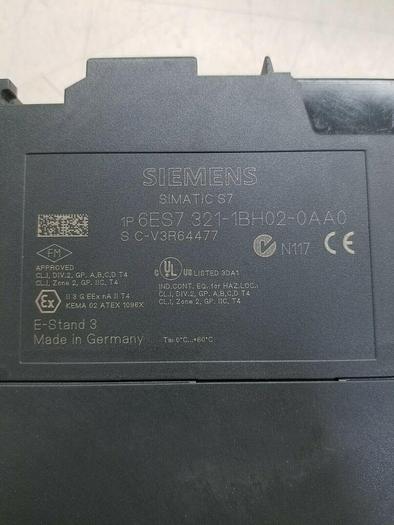 SIEMENS
SIMATIC S7
1P 6ES7 321-1BH02-0AA0
S C-V3R64477
FM
APPROVED
CL.I, DIV.2, GP. A,B,C,D T4
CL.I, Zone 2, GP. IIC, T4
C UL US LISTED 3DA1
IND.CONT. EQ. for HAZ.LOC.:
CL.I, DIV.2, GP. A,B,C,D T4
CL.I, Zone 2, GP. IIC T4
N117
CE
Ex
II 3 G EEx nA II T4
KEMA 02 ATEX 1096X
E-Stand 3
Made in Germany
Ta: 0°C...+60°C